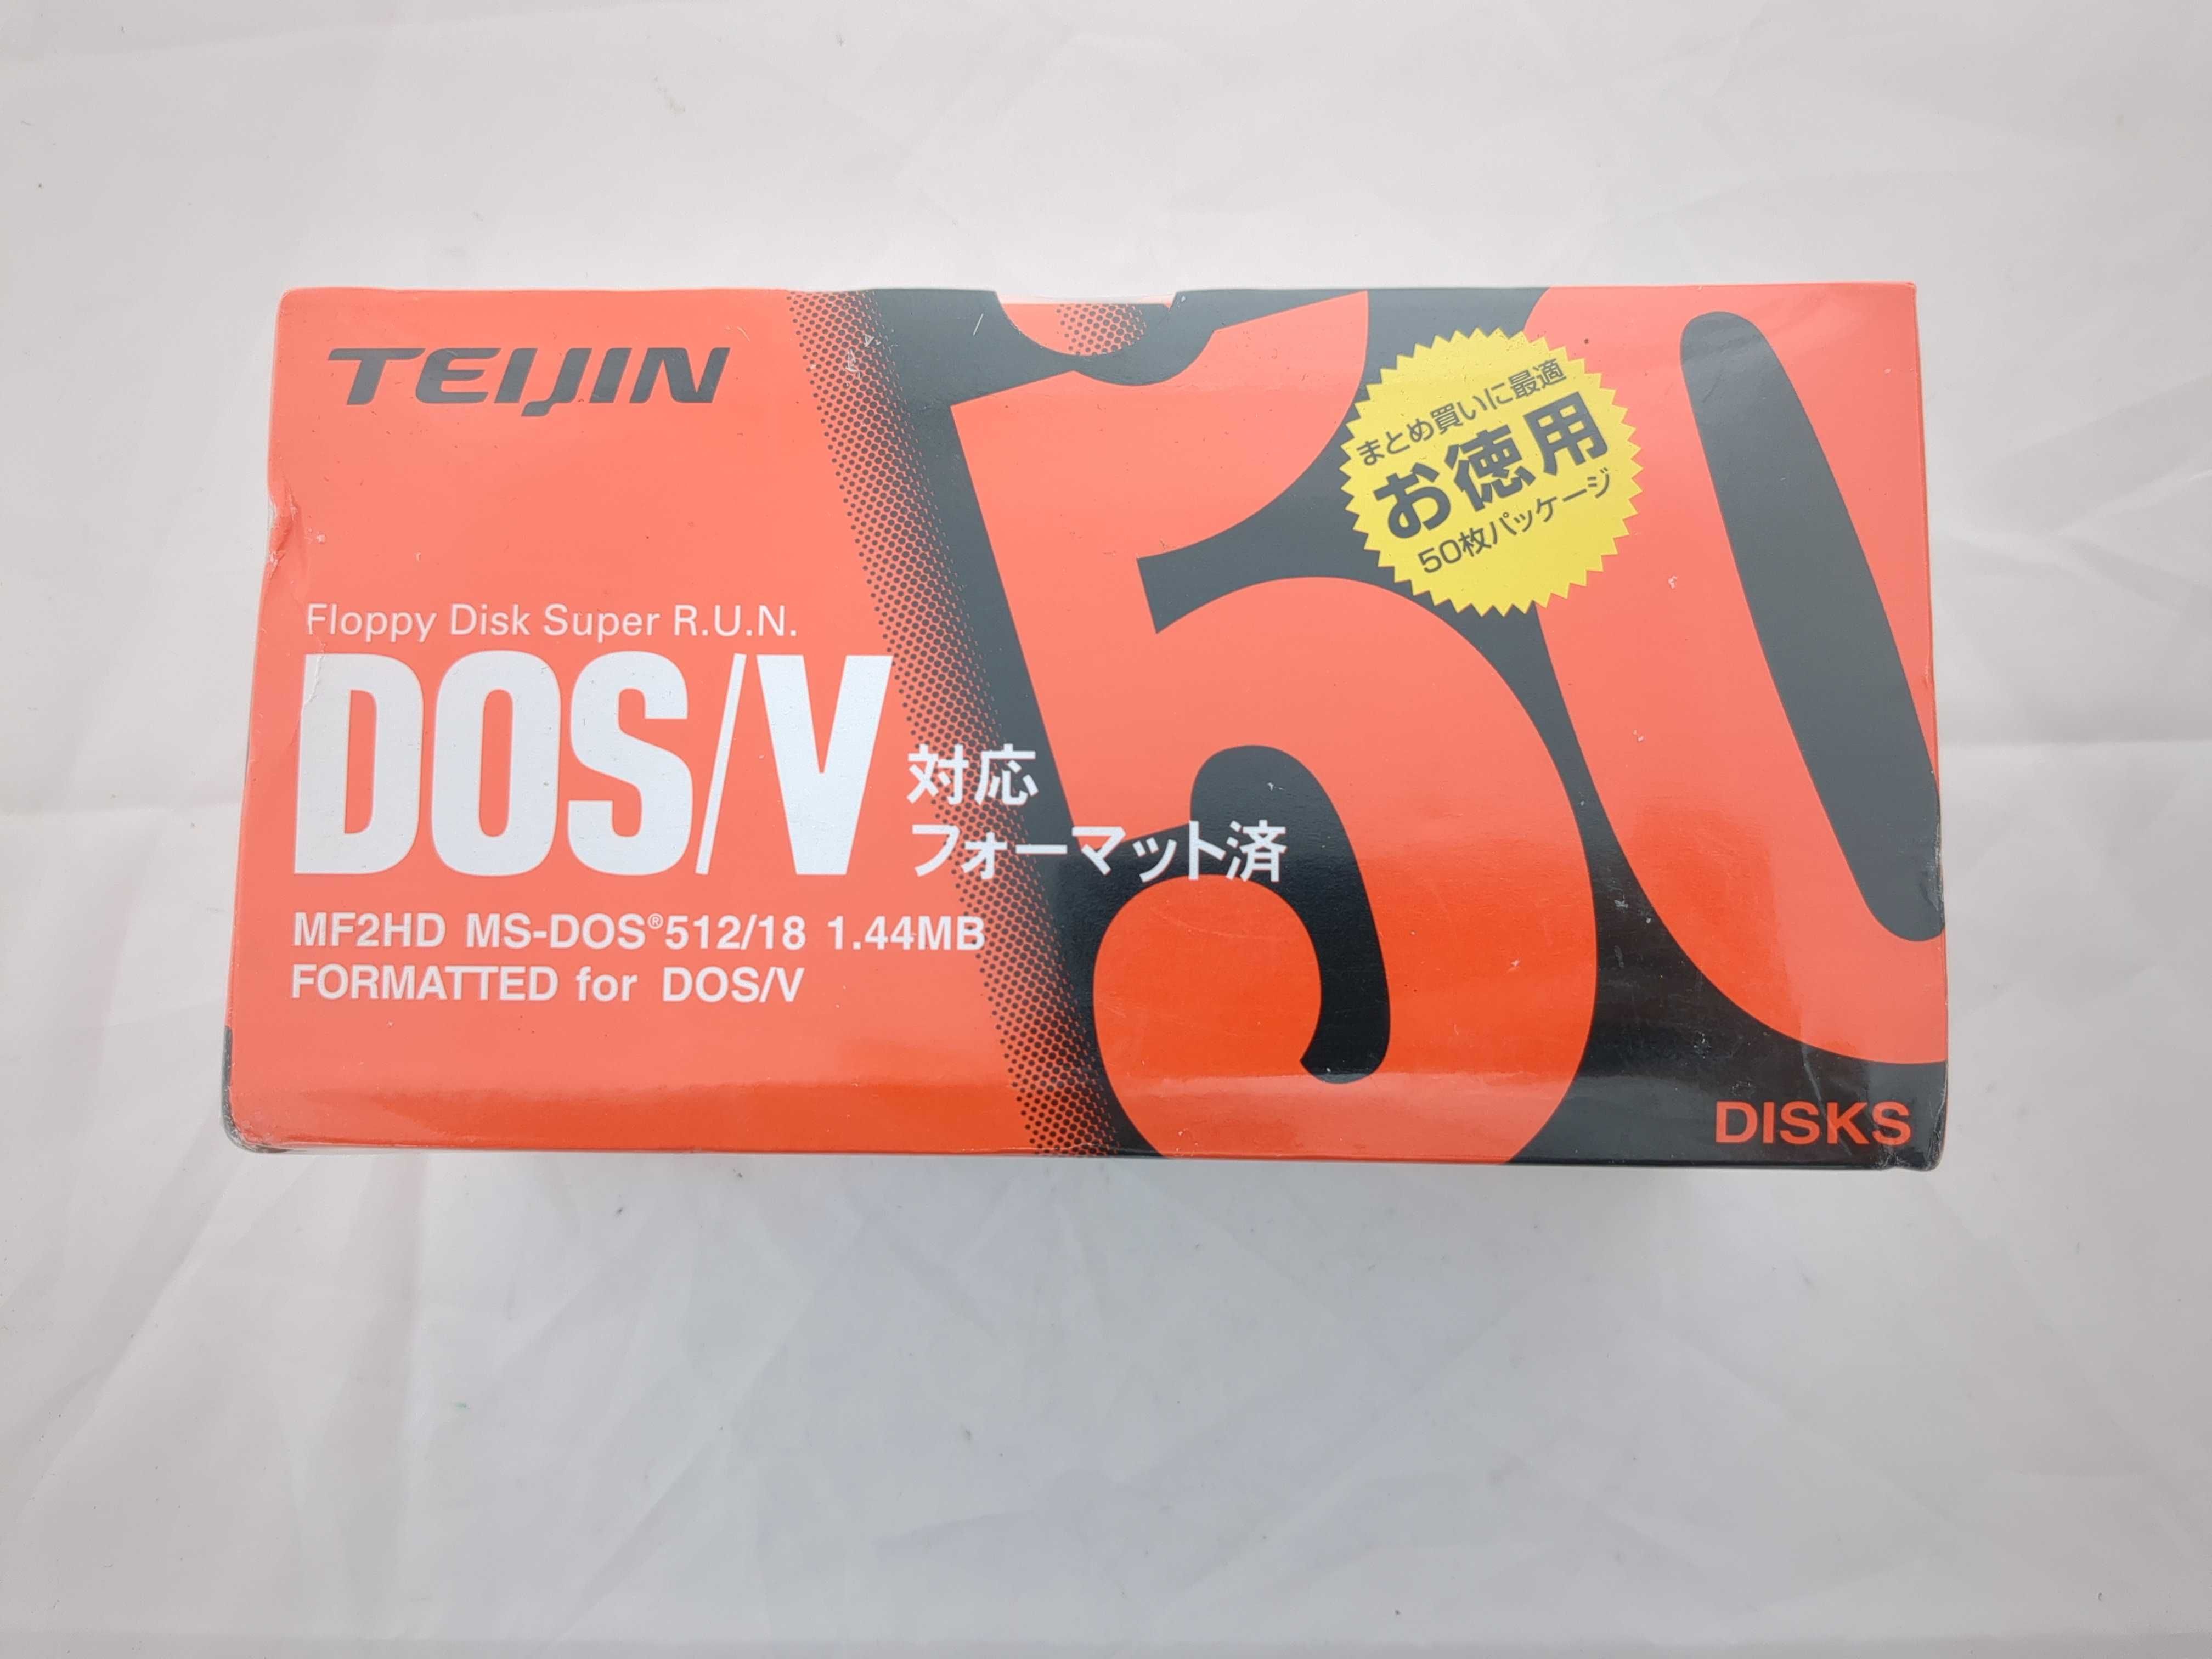 TEIJIN
Floppy Disk Super R.U.N.
DOS/V 対応
フォーマット済
MF2HD MS-DOS®512/18 1.44MB
FORMATTED for DOS/V
50
まとめ買いに最適
お徳用
50枚パッケージ
DISKS